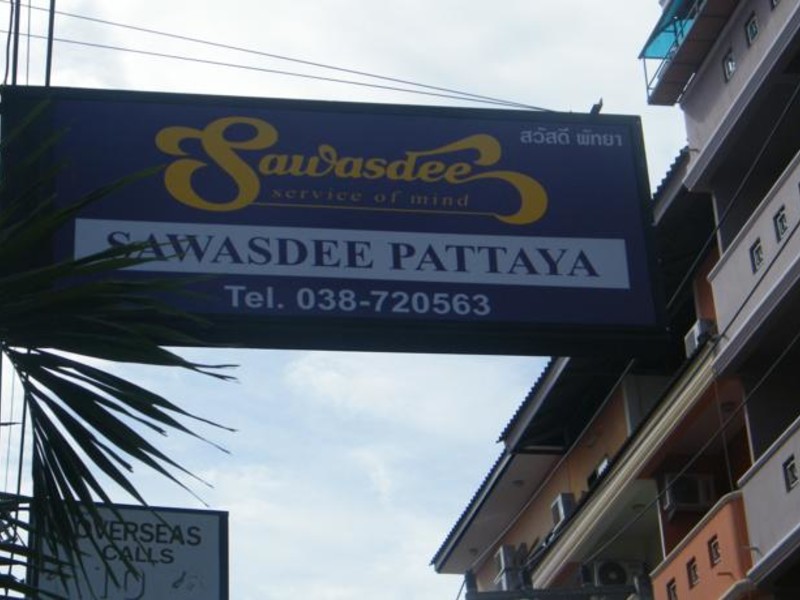 สวัสดี พัทยา
Sawasdee
service of mind
SAWASDEE PATTAYA
Tel. 038-720563
OVERSEAS
CALLS